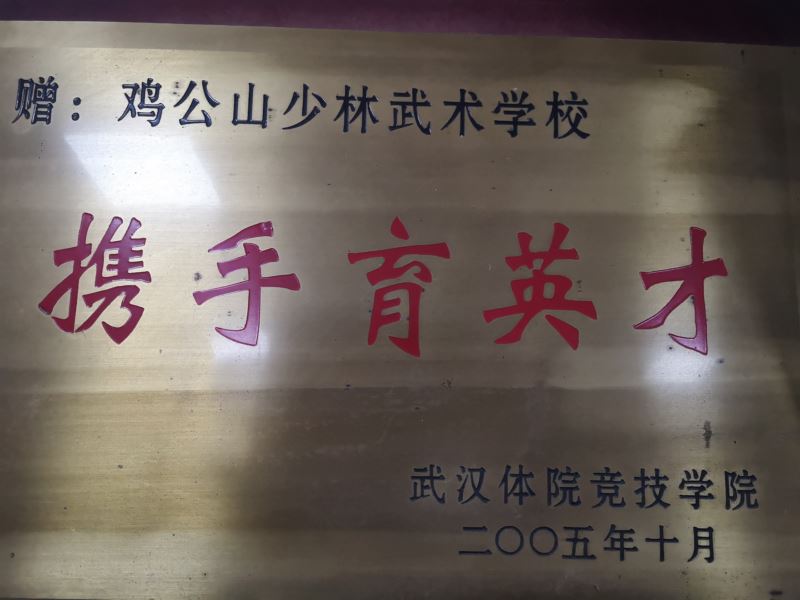 赠：鸡公山少林武术学校
携手育英才
武汉体院竞技学院
二〇〇五年十月